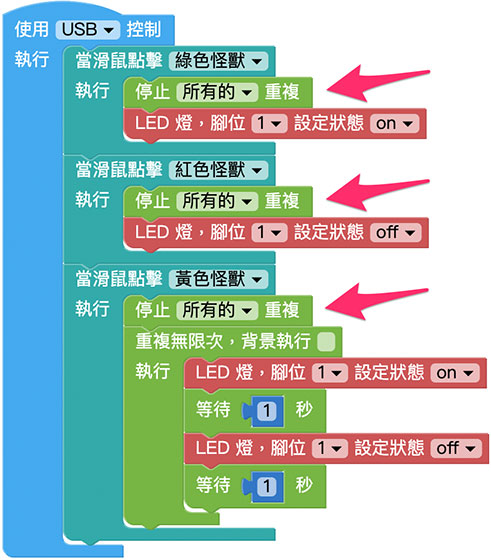 使用 USB 控制
執行 當滑鼠點擊 綠色怪獸
執行 停止 所有的 重複
LED 燈，腳位 1 設定狀態 on
當滑鼠點擊 紅色怪獸
執行 停止 所有的 重複
LED 燈，腳位 1 設定狀態 off
當滑鼠點擊 黃色怪獸
執行 停止 所有的 重複
重複無限次，背景執行
執行 LED 燈，腳位 1 設定狀態 on
等待 1 秒
LED 燈，腳位 1 設定狀態 off
等待 1 秒